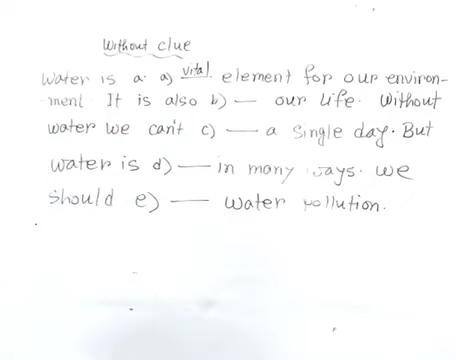 Without clue
Water is a a) vital element for our environ-
ment. It is also b) — our life. Without
water we can't c) — a single day. But
water is d) — in many ways. We
should e) — water pollution.